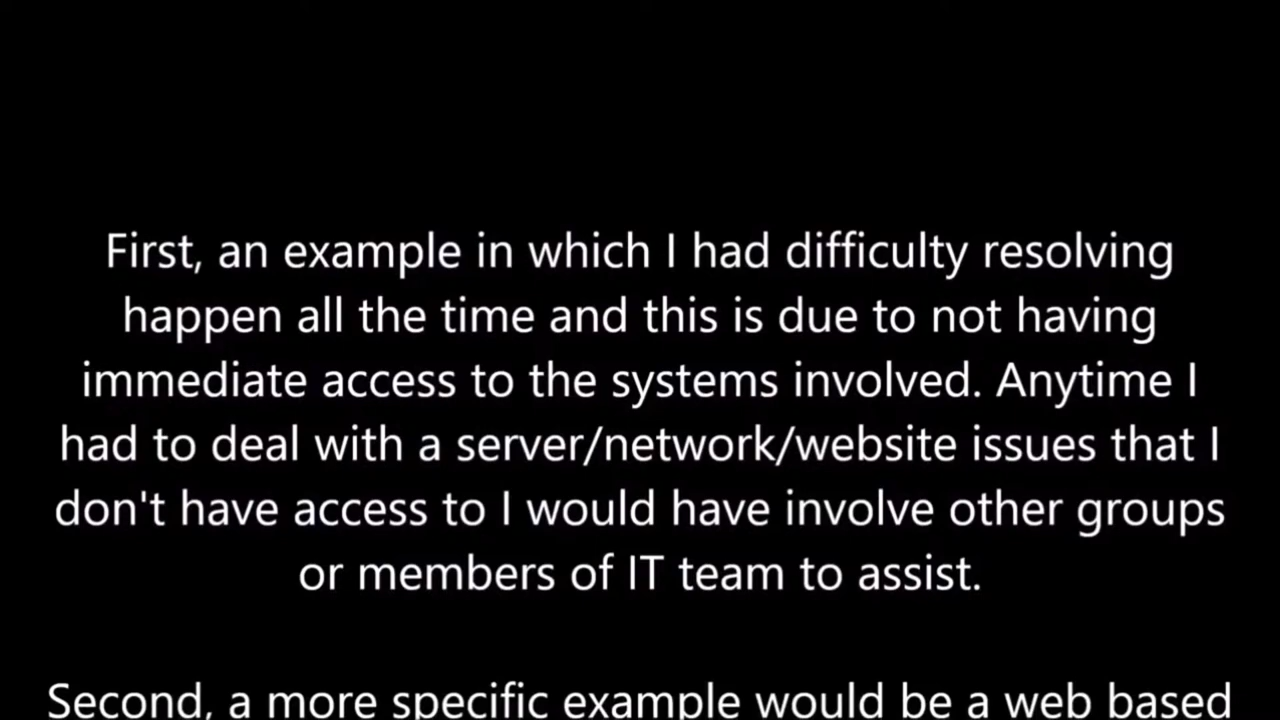 First, an example in which I had difficulty resolving
happen all the time and this is due to not having
immediate access to the systems involved. Anytime I
had to deal with a server/network/website issues that I
don't have access to I would have involve other groups
or members of IT team to assist.
Second, a more specific example would be a web based